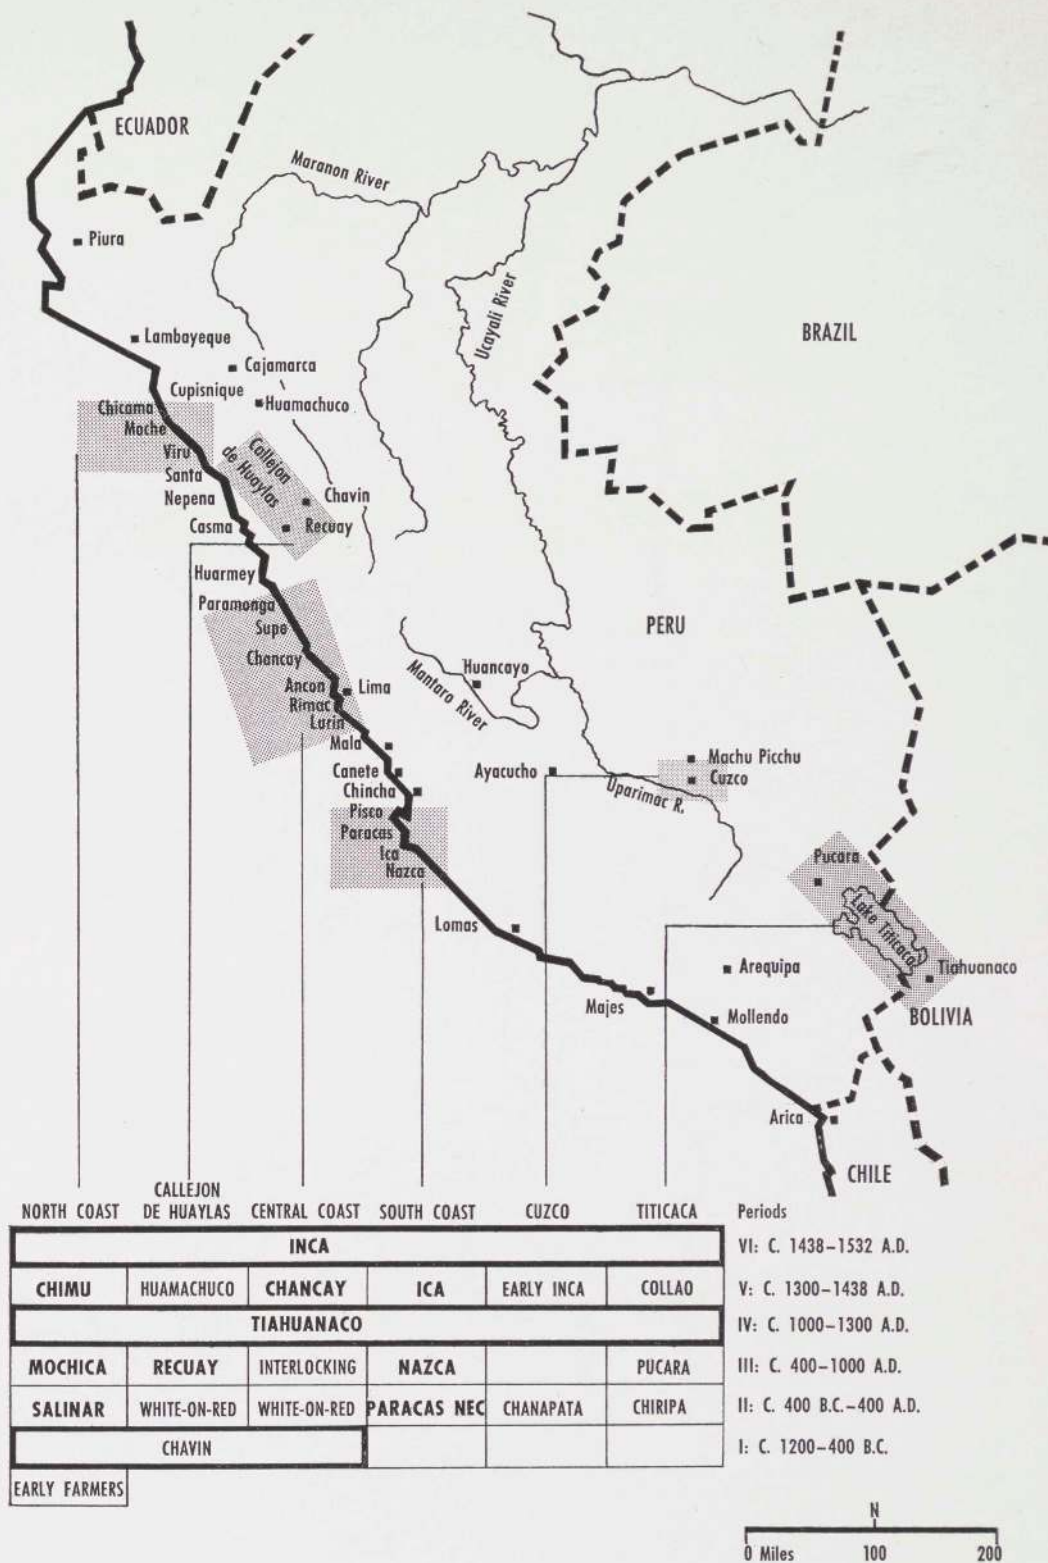 ECUADOR
Maranon River
Piura
Ucayali River
BRAZIL
Lambayeque
Cajamarca
Cupisnique
Huamachuco
Chicama
Moche
Viru
Callejon
de Huaylas
Santa
Nepena
Chavin
Casma
Recuay
Huarmey
Paramonga
Supe
PERU
Chancay
Huancayo
Mantaro River
Ancon
Lima
Rimac
Lurin
Mala
Machu Picchu
Canete
Ayacucho
Cuzco
Chincha
Uparimac R.
Pisco
Paracas
Ica
Nazca
Pucara
Lake Titicaca
Lomas
Arequipa
Tiahuanaco
Majes
Mollendo
BOLIVIA
Arica
CHILE
NORTH COAST CALLEJON DE HUAYLAS CENTRAL COAST SOUTH COAST CUZCO TITICACA Periods
INCA VI: C. 1438–1532 A.D.
CHIMU HUAMACHUCO CHANCAY ICA EARLY INCA COLLAO V: C. 1300–1438 A.D.
TIAHUANACO IV: C. 1000–1300 A.D.
MOCHICA RECUAY INTERLOCKING NAZCA PUCARA III: C. 400–1000 A.D.
SALINAR WHITE-ON-RED WHITE-ON-RED PARACAS NEC CHANAPATA CHIRIPA II: C. 400 B.C.–400 A.D.
CHAVIN I: C. 1200–400 B.C.
EARLY FARMERS
N
0 Miles 100 200